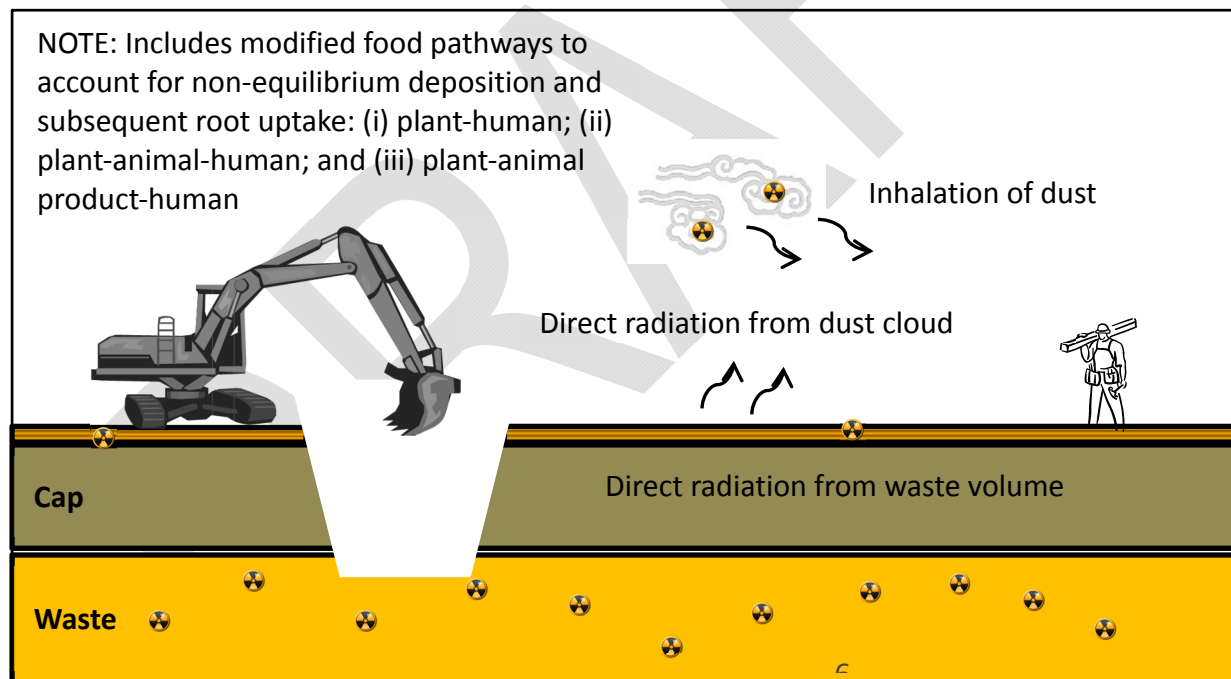 NOTE: Includes modified food pathways to
account for non-equilibrium deposition and
subsequent root uptake: (i) plant-human; (ii)
plant-animal-human; and (iii) plant-animal
product-human
Inhalation of dust
Direct radiation from dust cloud
Direct radiation from waste volume
Cap
Waste